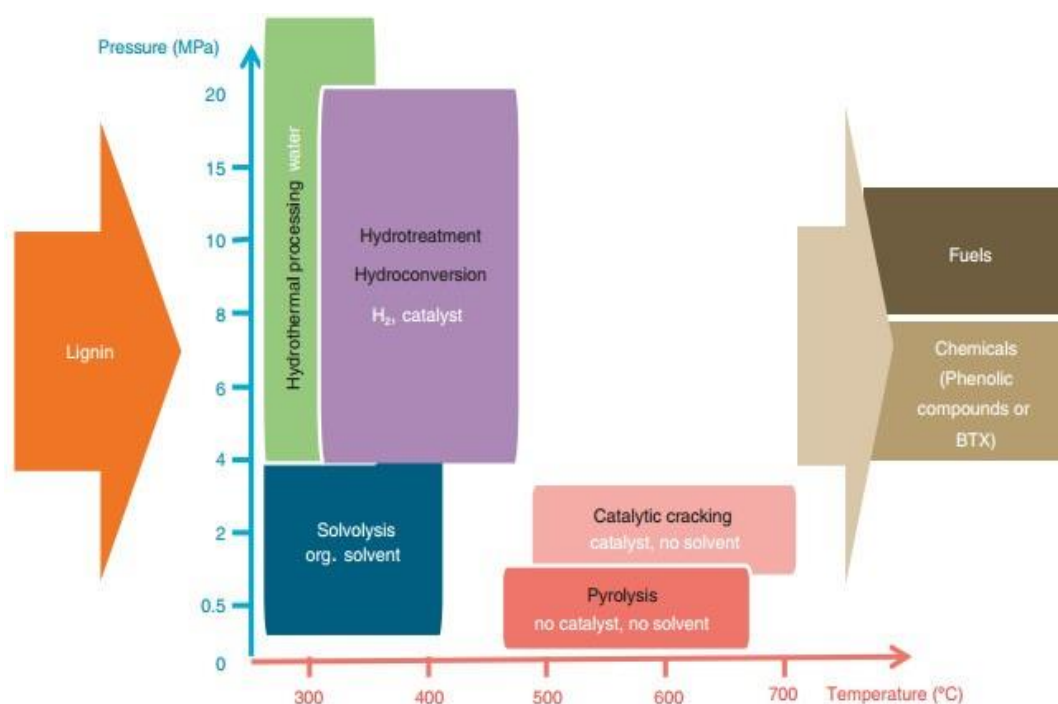 Pressure (MPa)
20
15
10
8
6
4
2
0.5
0
Lignin
Hydrothermal processing water
Hydrotreatment
Hydroconversion
H₂, catalyst
Solvolysis
org. solvent
Catalytic cracking
catalyst, no solvent
Pyrolysis
no catalyst, no solvent
300
400
500
600
700
Temperature (°C)
Fuels
Chemicals
(Phenolic
compounds or
BTX)